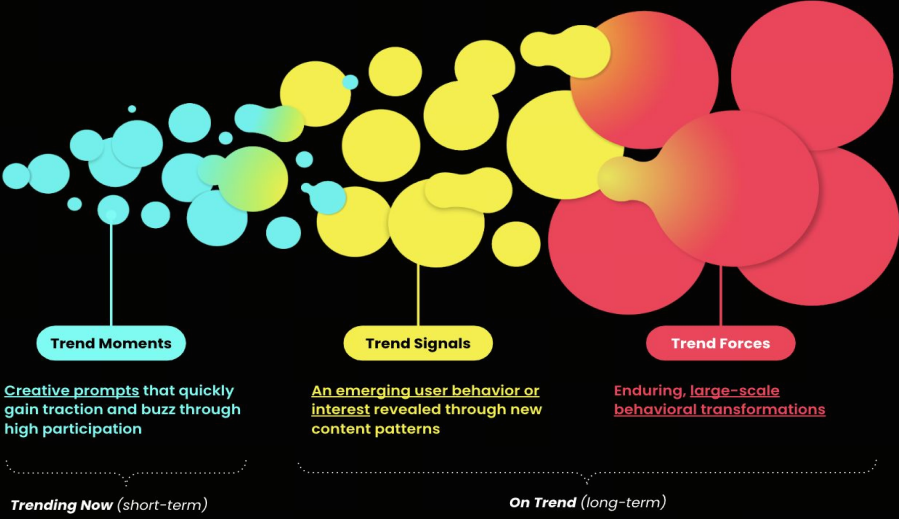 Trend Moments
Trend Signals
Trend Forces
Creative prompts that quickly
gain traction and buzz through
high participation
An emerging user behavior or
interest revealed through new
content patterns
Enduring, large-scale
behavioral transformations
Trending Now (short-term)
On Trend (long-term)